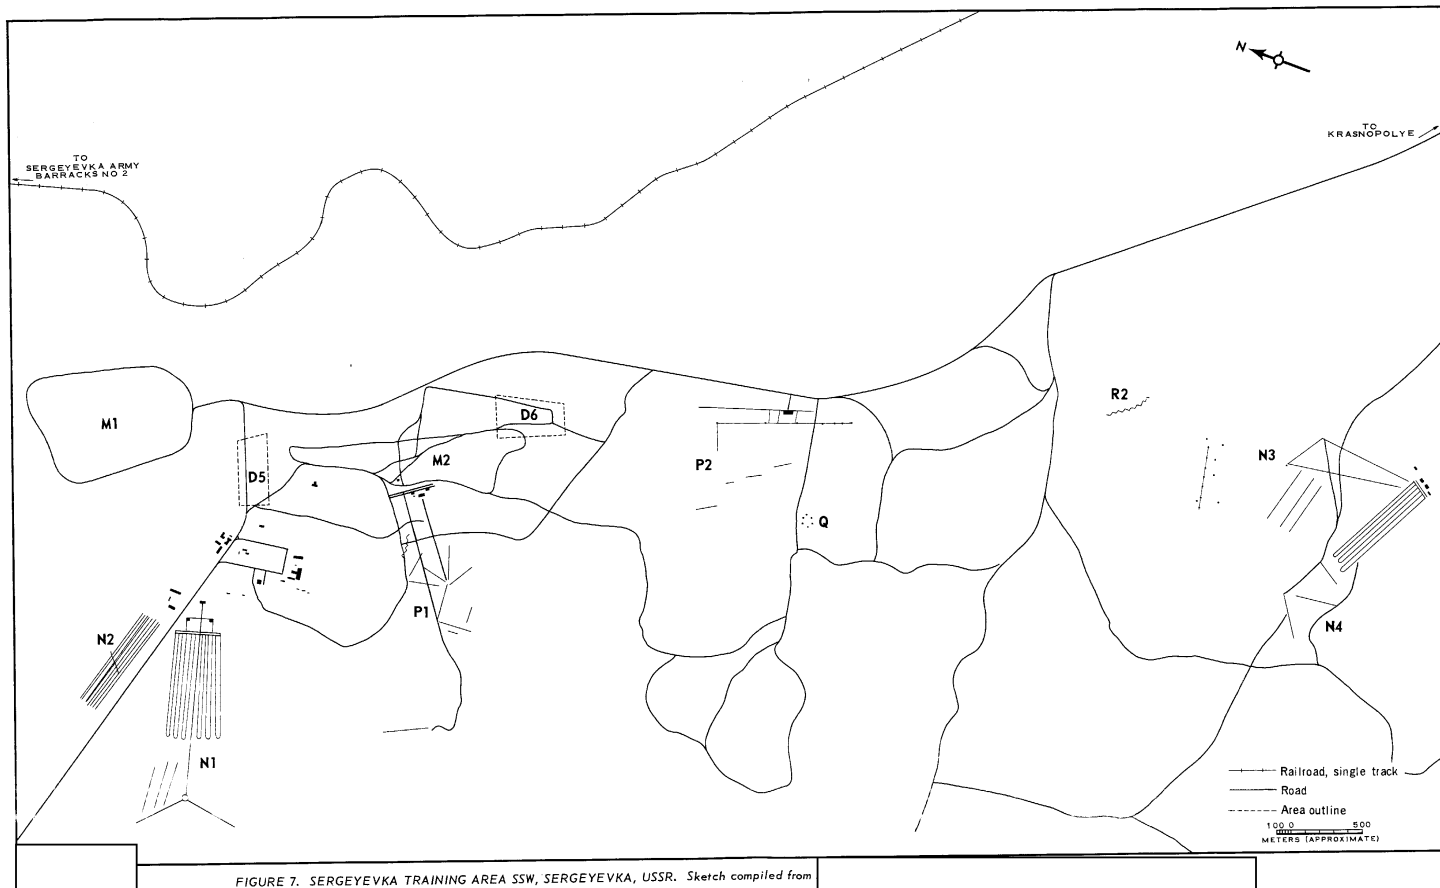 N
TO
KRASNOPOLYE
TO
SERGEYEVKA ARMY
BARRACKS NO 2
M1
D6
R2
M2
P2
N3
D5
Q
P1
N4
N2
N1
Railroad, single track
Road
Area outline
100 0 500
METERS (APPROXIMATE)
FIGURE 7. SERGEYEVKA TRAINING AREA SSW, SERGEYEVKA, USSR. Sketch compiled from